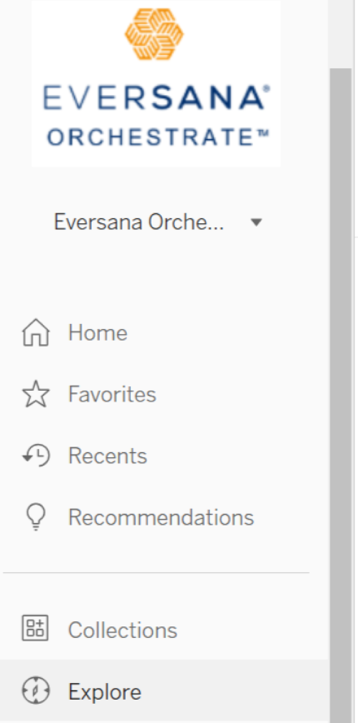 EVERSANA®
ORCHESTRATE™
Eversana Orche...
Home
Favorites
Recents
Recommendations
Collections
Explore